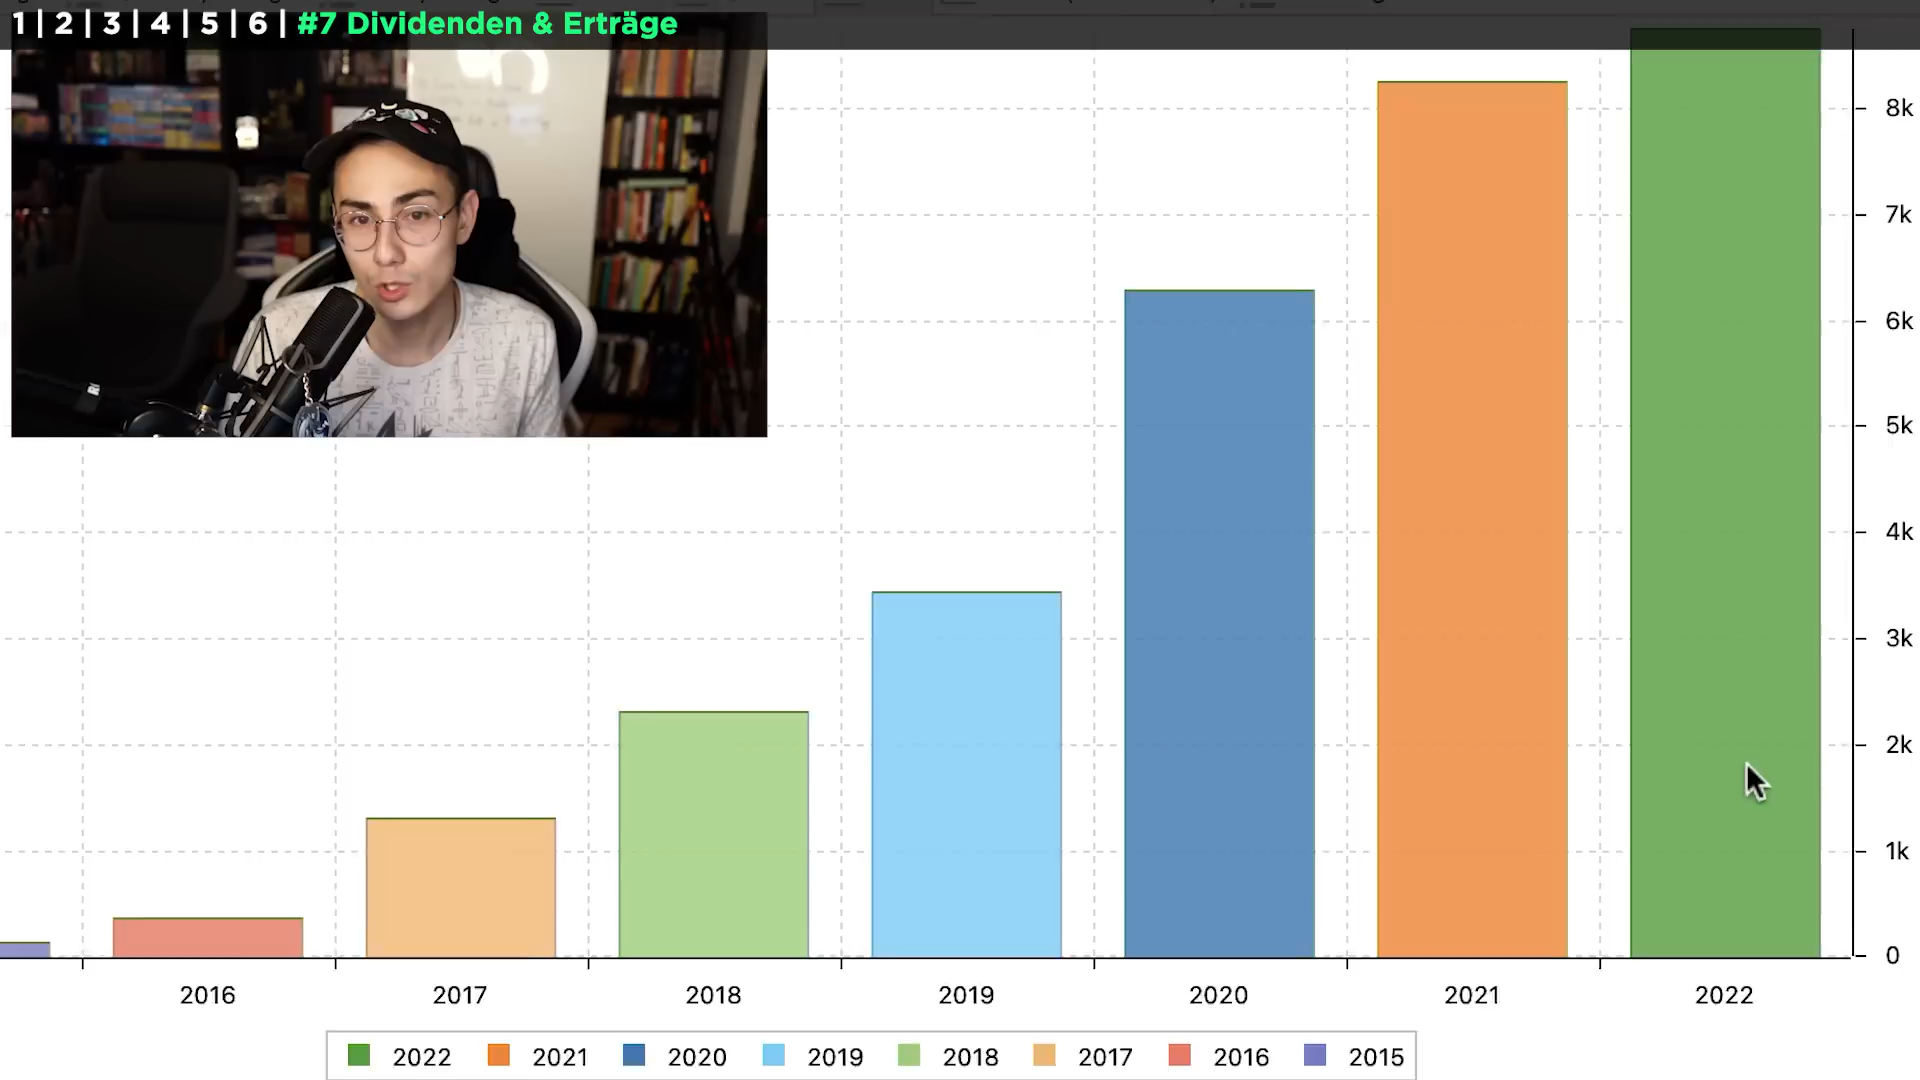 1 | 2 | 3 | 4 | 5 | 6 | #7 Dividenden & Erträge
8k
7k
6k
5k
4k
3k
2k
1k
0
2016 2017 2018 2019 2020 2021 2022
2022 2021 2020 2019 2018 2017 2016 2015